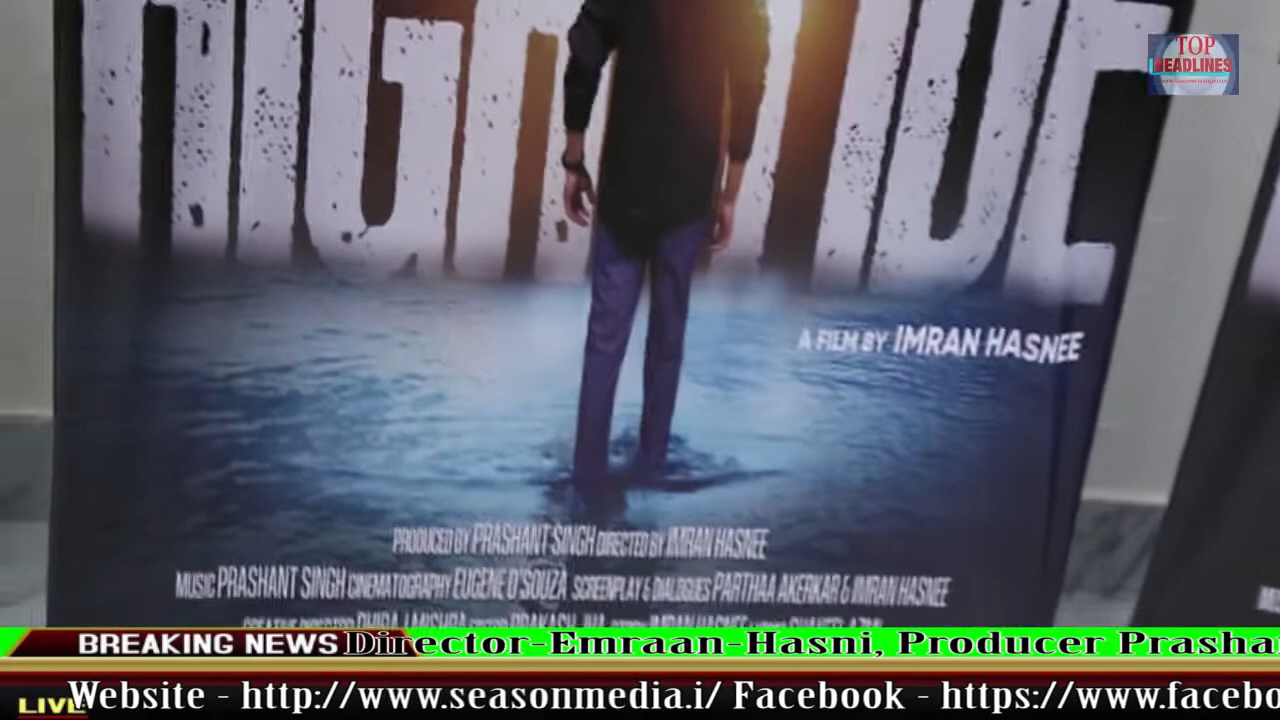 TOP
HEADLINES
A FILM BY IMRAN HASNEE
PRODUCED BY PRASHANT SINGH DIRECTED BY IMRAN HASNEE
MUSIC PRASHANT SINGH CINEMATOGRAPHY EUGENE D'SOUZA SCREENPLAY & DIALOGUES PARTHAA AKERKAR & IMRAN HASNEE
BREAKING NEWS Director-Emraan-Hasni, Producer Prasha
LIVE Website - http://www.seasonmedia.i/ Facebook - https://www.facebo